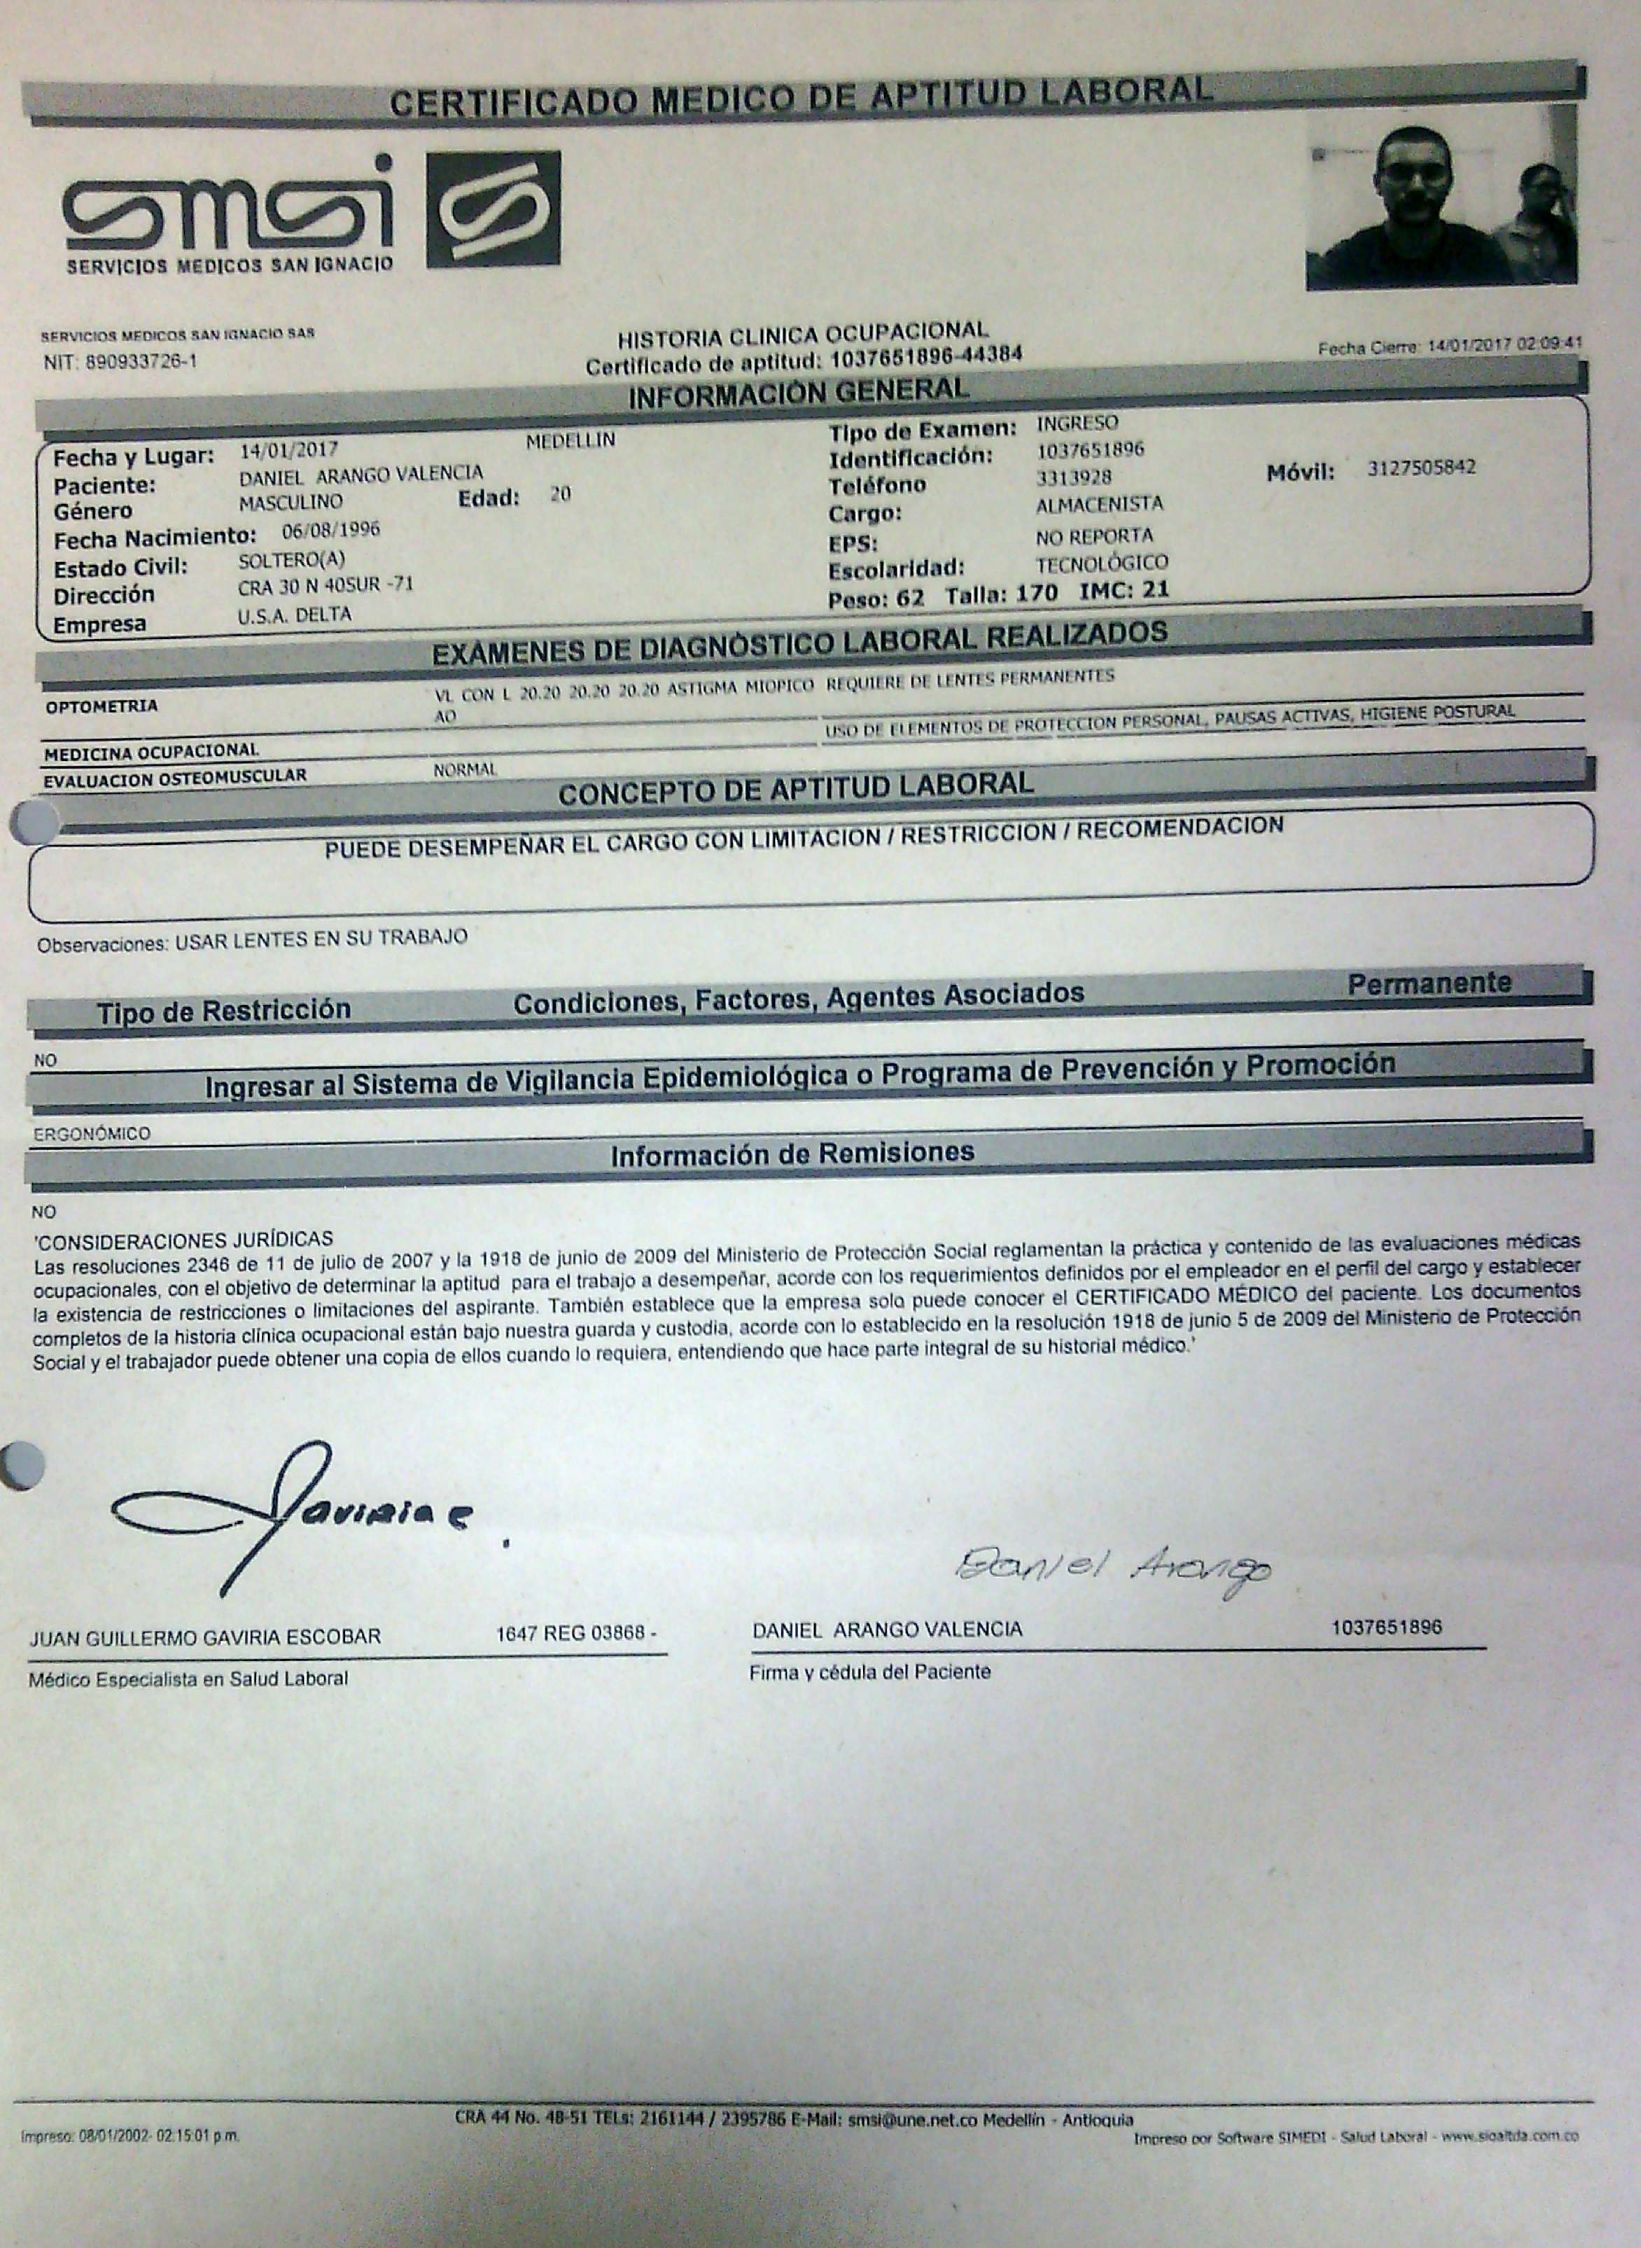 CERTIFICADO MEDICO DE APTITUD LABORAL
smsi
SERVICIOS MEDICOS SAN IGNACIO
SERVICIOS MEDICOS SAN IGNACIO SAS
NIT: 890933726-1
HISTORIA CLINICA OCUPACIONAL
Certificado de aptitud: 1037651896-44384
Fecha Cierre: 14/01/2017 02:09:41
INFORMACIÓN GENERAL
Fecha y Lugar: 14/01/2017 MEDELLIN Tipo de Examen: INGRESO
Paciente: DANIEL ARANGO VALENCIA Identificación: 1037651896
Género MASCULINO Edad: 20 Teléfono 3313928 Móvil: 3127505842
Fecha Nacimiento: 06/08/1996 Cargo: ALMACENISTA
Estado Civil: SOLTERO(A) EPS: NO REPORTA
Dirección CRA 30 N 40SUR -71 Escolaridad: TECNOLÓGICO
Empresa U.S.A. DELTA Peso: 62 Talla: 170 IMC: 21
EXÁMENES DE DIAGNÓSTICO LABORAL REALIZADOS
OPTOMETRIA VL CON L 20.20 20.20 20.20 ASTIGMA MIOPICO REQUIERE DE LENTES PERMANENTES
AO
MEDICINA OCUPACIONAL USO DE ELEMENTOS DE PROTECCION PERSONAL, PAUSAS ACTIVAS, HIGIENE POSTURAL
EVALUACION OSTEOMUSCULAR NORMAL
CONCEPTO DE APTITUD LABORAL
PUEDE DESEMPEÑAR EL CARGO CON LIMITACION / RESTRICCION / RECOMENDACION
Observaciones: USAR LENTES EN SU TRABAJO
Tipo de Restricción Condiciones, Factores, Agentes Asociados Permanente
NO
Ingresar al Sistema de Vigilancia Epidemiológica o Programa de Prevención y Promoción
ERGONÓMICO
Información de Remisiones
NO
'CONSIDERACIONES JURÍDICAS
Las resoluciones 2346 de 11 de julio de 2007 y la 1918 de junio de 2009 del Ministerio de Protección Social reglamentan la práctica y contenido de las evaluaciones médicas
ocupacionales, con el objetivo de determinar la aptitud para el trabajo a desempeñar, acorde con los requerimientos definidos por el empleador en el perfil del cargo y establecer
la existencia de restricciones o limitaciones del aspirante. También establece que la empresa solo puede conocer el CERTIFICADO MÉDICO del paciente. Los documentos
completos de la historia clínica ocupacional están bajo nuestra guarda y custodia, acorde con lo establecido en la resolución 1918 de junio 5 de 2009 del Ministerio de Protección
Social y el trabajador puede obtener una copia de ellos cuando lo requiera, entendiendo que hace parte integral de su historial médico.'
Gaviria e.
Daniel Arango
JUAN GUILLERMO GAVIRIA ESCOBAR 1647 REG 03868 -
Médico Especialista en Salud Laboral
DANIEL ARANGO VALENCIA 1037651896
Firma y cédula del Paciente
CRA 44 No. 48-51 TELs: 2161144 / 2395786 E-Mail: smsi@une.net.co Medellín - Antioquia
Impreso: 08/01/2002- 02:15:01 p.m.
Impreso por Software SIMEDI - Salud Laboral - www.sioaltda.com.co